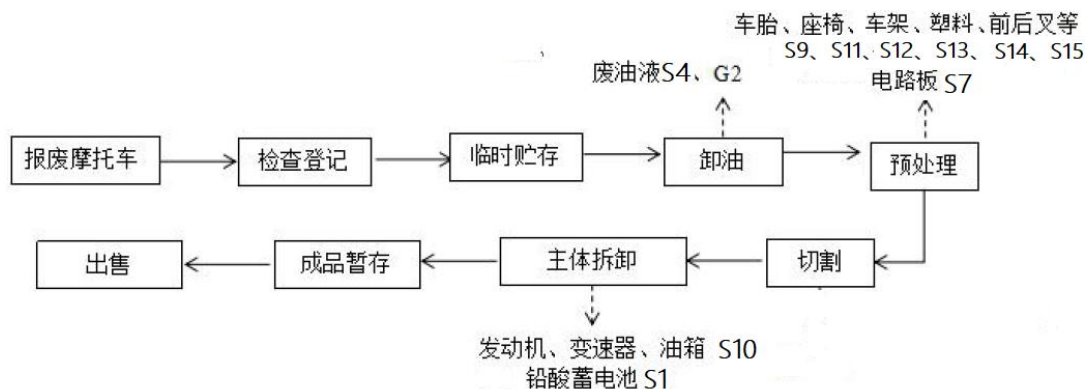 车胎、座椅、车架、塑料、前后叉等
S9、S11、S12、S13、S14、S15
废油液S4、G2
电路板 S7
报废摩托车
检查登记
临时贮存
卸油
预处理
出售
成品暂存
主体拆卸
切割
发动机、变速器、油箱 S10
铅酸蓄电池 S1